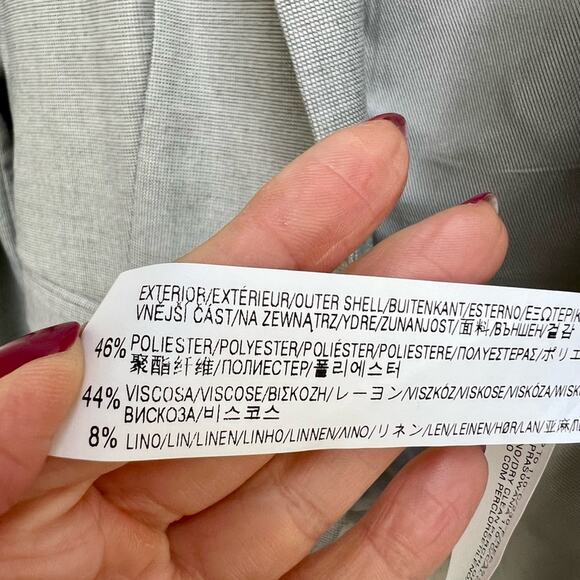 EXTERIOR/EXTÉRIEUR/OUTER SHELL/BUITENKANT/ESTERNO/ΕΞΩΤΕΡΙΚ
VNĚJŠÍ ČÁST/NA ZEWNĄTRZ/YDRE/ZUNANJOST/面料/ВЪНШЕН/겉감
46% POLIESTER/POLYESTER/POLIÉSTER/POLIESTERE/ΠΟΛΥΕΣΤΕΡΑΣ/ポリエ
聚酯纤维/ПОЛИЕСТЕР/폴리에스터
44% VISCOSA/VISCOSE/ΒΙΣΚΟΖΗ/レーヨン/VISZKÓZ/VISKOSE/VISKÓZA/WISK
ВИСКОЗА/비스코스
8% LINO/LIN/LINEN/LINHO/LINNEN/ΛΙΝΟ/リネン/LEN/LEINEN/HØR/LAN/亚麻